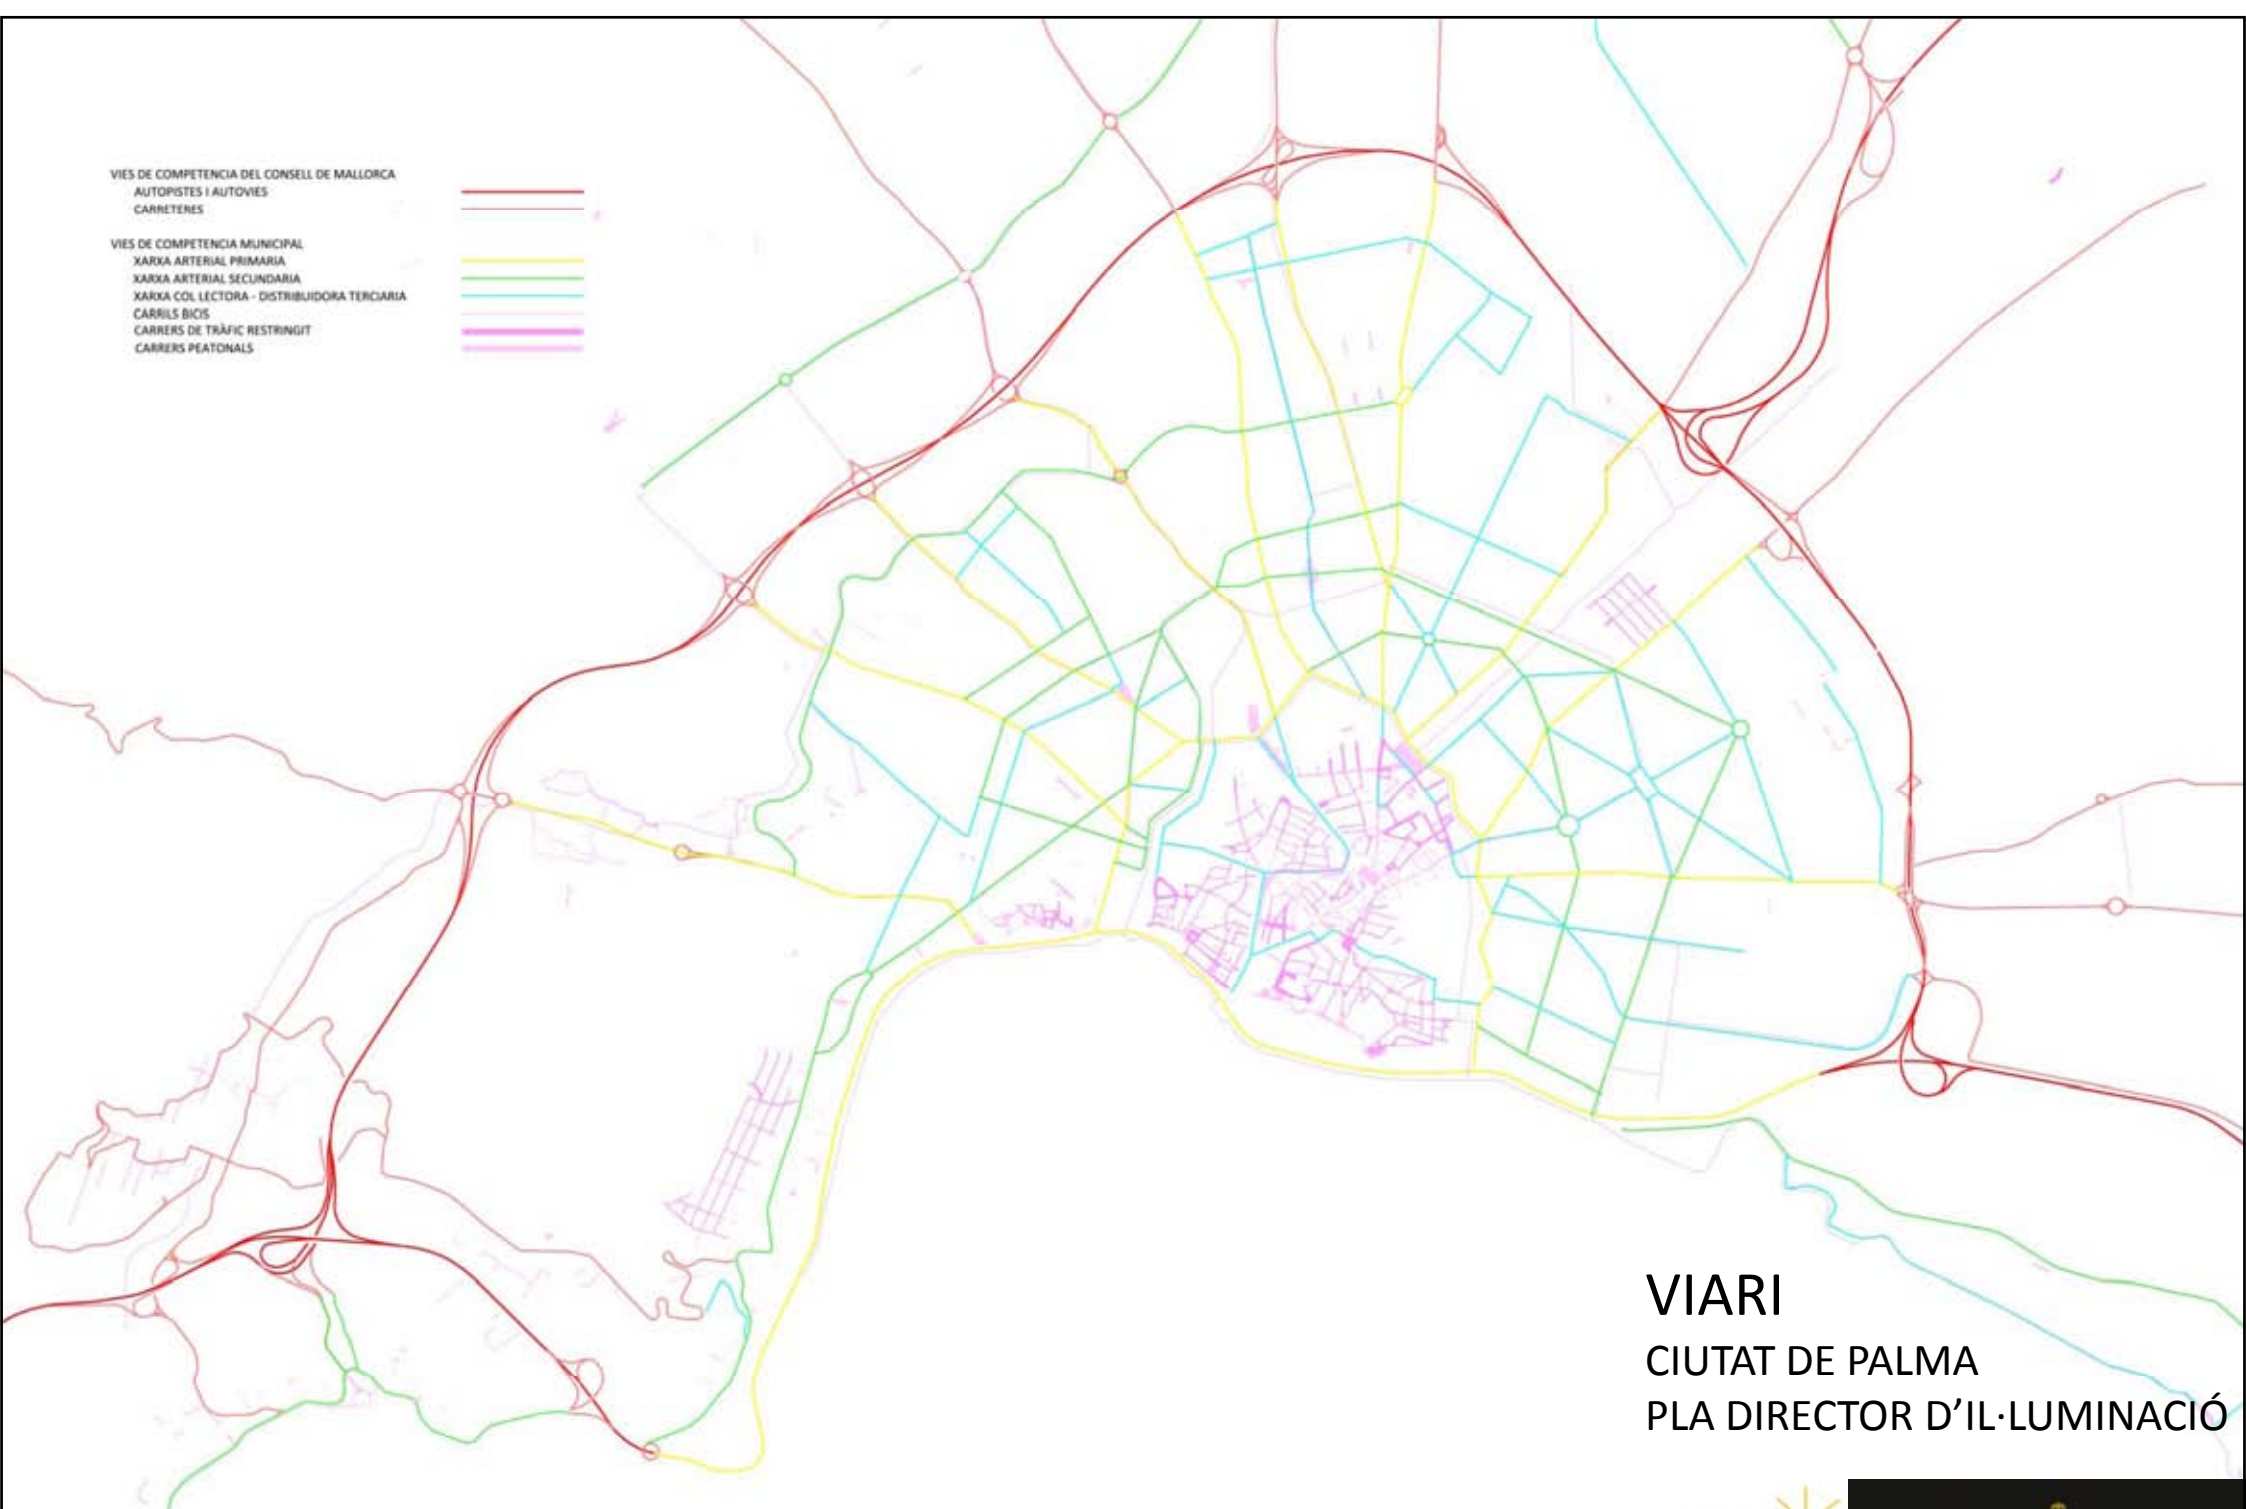 VIES DE COMPETENCIA DEL CONSELL DE MALLORCA
AUTOPISTES I AUTOVIES
CARRETERES
VIES DE COMPETENCIA MUNICIPAL
XARXA ARTERIAL PRIMARIA
XARXA ARTERIAL SECUNDARIA
XARXA COL LECTORA - DISTRIBUIDORA TERCIARIA
CARRILS BICIS
CARRERS DE TRÀFIC RESTRINGIT
CARRERS PEATONALS
VIARI
CIUTAT DE PALMA
PLA DIRECTOR D'IL·LUMINACIÓ